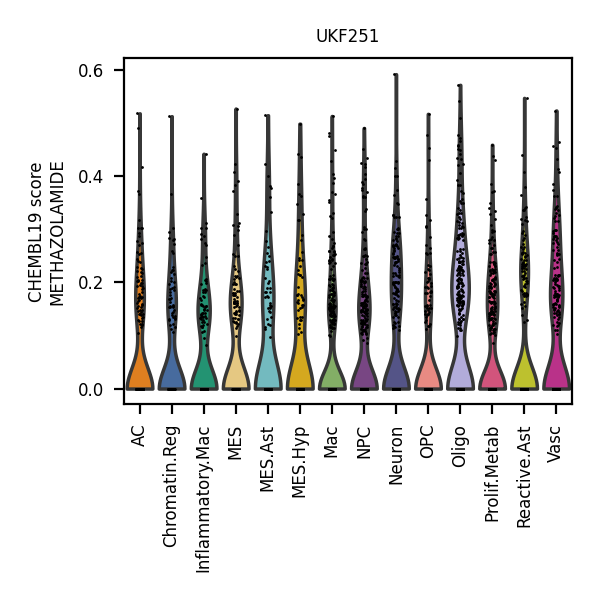 UKF251
CHEMBL19 score
METHAZOLAMIDE
0.6
0.4
0.2
0.0
AC
Chromatin.Reg
Inflammatory.Mac
MES
MES.Ast
MES.Hyp
Mac
NPC
Neuron
OPC
Oligo
Prolif.Metab
Reactive.Ast
Vasc